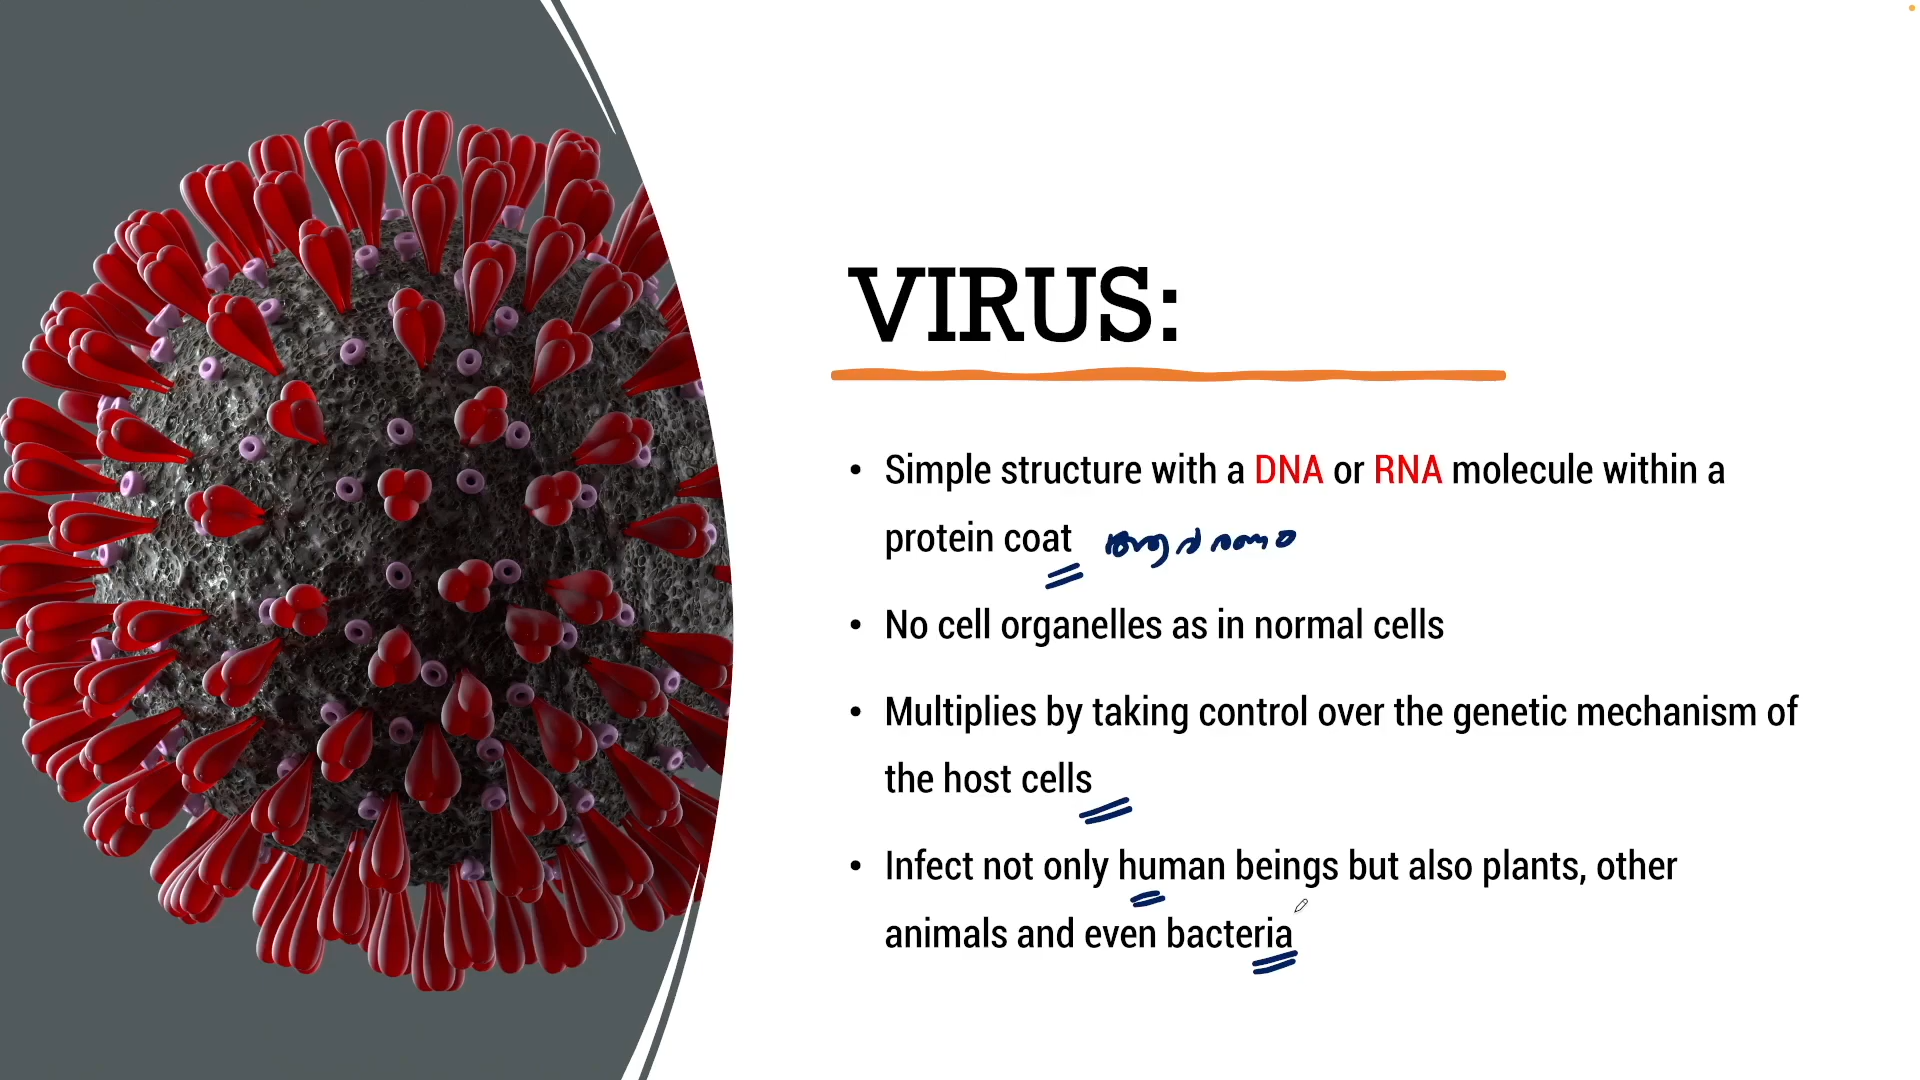 VIRUS:
• Simple structure with a DNA or RNA molecule within a
protein coat
• No cell organelles as in normal cells
• Multiplies by taking control over the genetic mechanism of
the host cells
• Infect not only human beings but also plants, other
animals and even bacteria